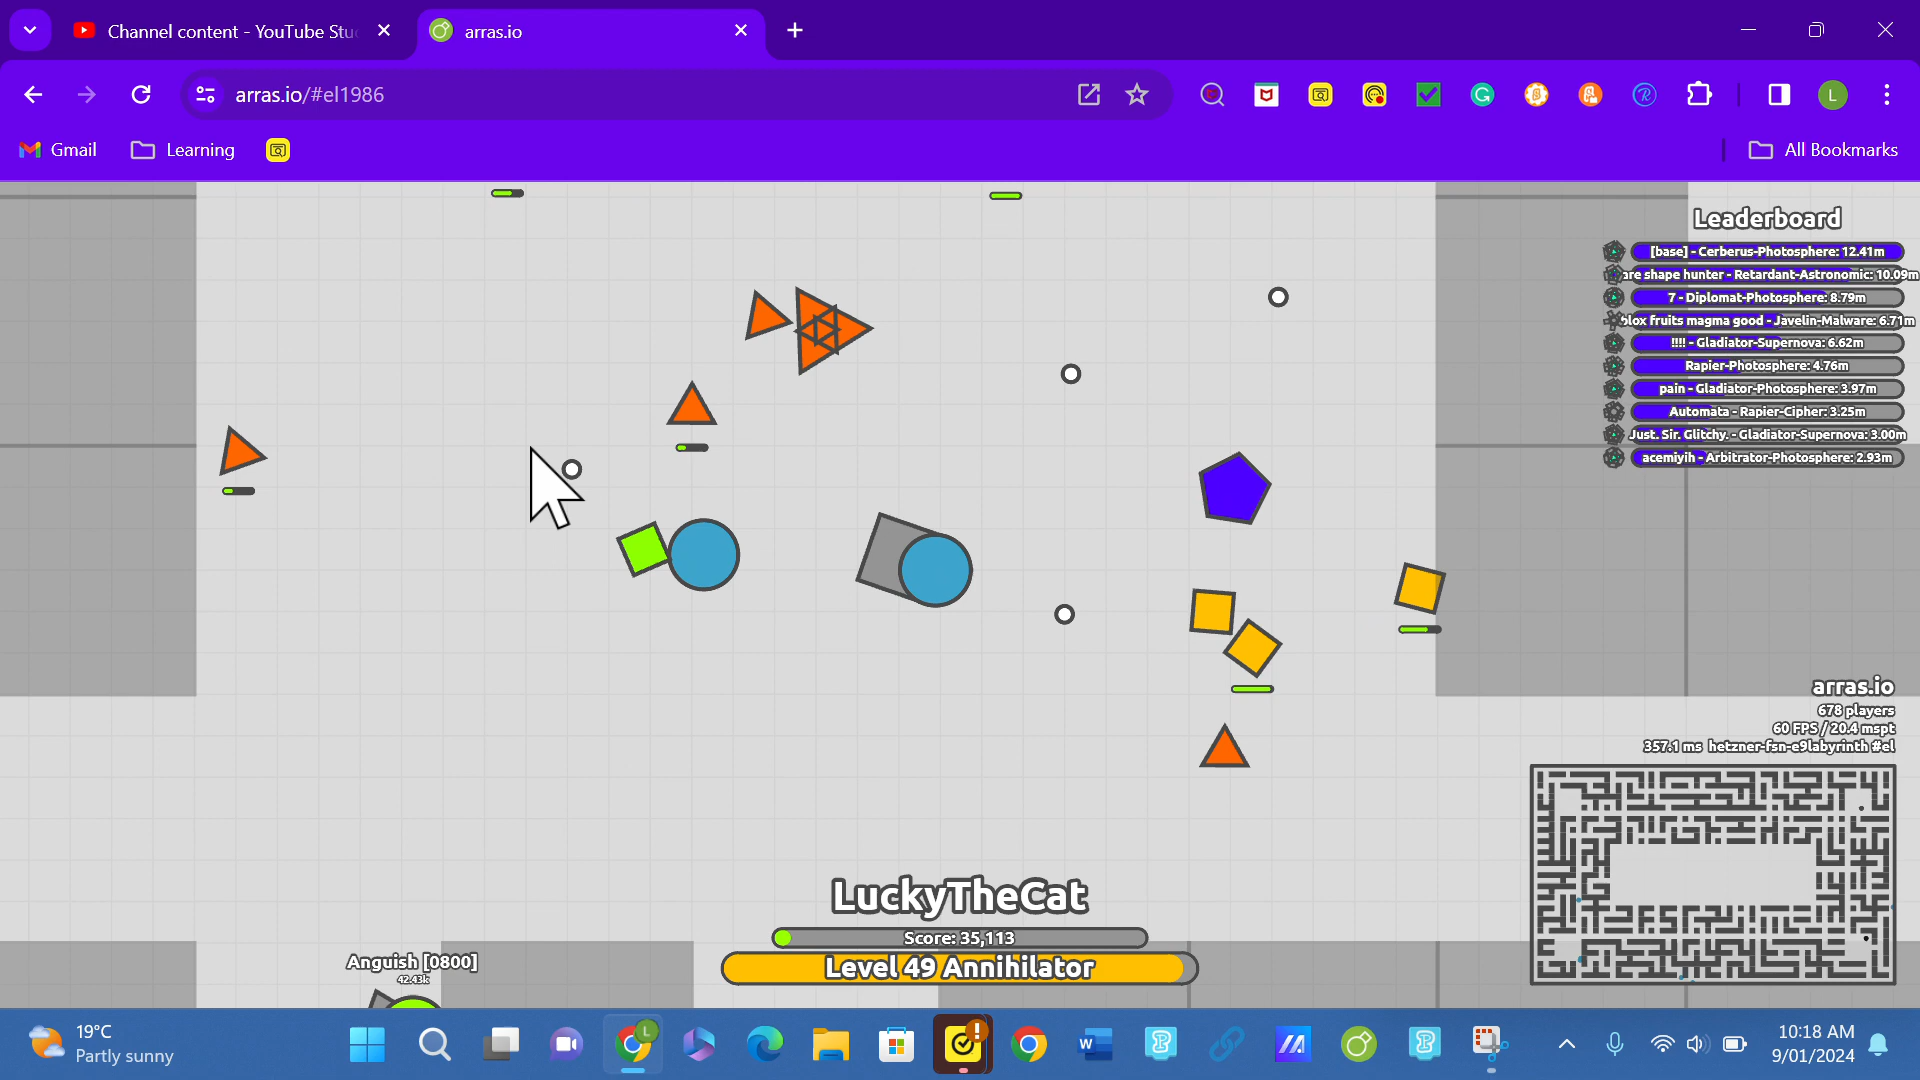 Channel content - YouTube Stu
arras.io
arras.io/#el1986
L
Gmail
Learning
All Bookmarks
Leaderboard
[base] - Cerberus-Photosphere: 12.41m
are shape hunter - Retardant-Astronomic: 10.09m
7 - Diplomat-Photosphere: 8.79m
blox fruits magma good - Javelin-Malware: 6.71m
!!!! - Gladiator-Supernova: 6.62m
Rapier-Photosphere: 4.76m
pain - Gladiator-Photosphere: 3.97m
Automata - Rapier-Cipher: 3.25m
Just. Sir. Glitchy. - Gladiator-Supernova: 3.00m
acemiyih - Arbitrator-Photosphere: 2.93m
arras.io
678 players
60 FPS / 20.4 mspt
357.1 ms hetzner-fsn-e9labyrinth #el
LuckyTheCat
Score: 35,113
Level 49 Annihilator
Anguish [0800]
42.43k
19°C
Partly sunny
10:18 AM
9/01/2024